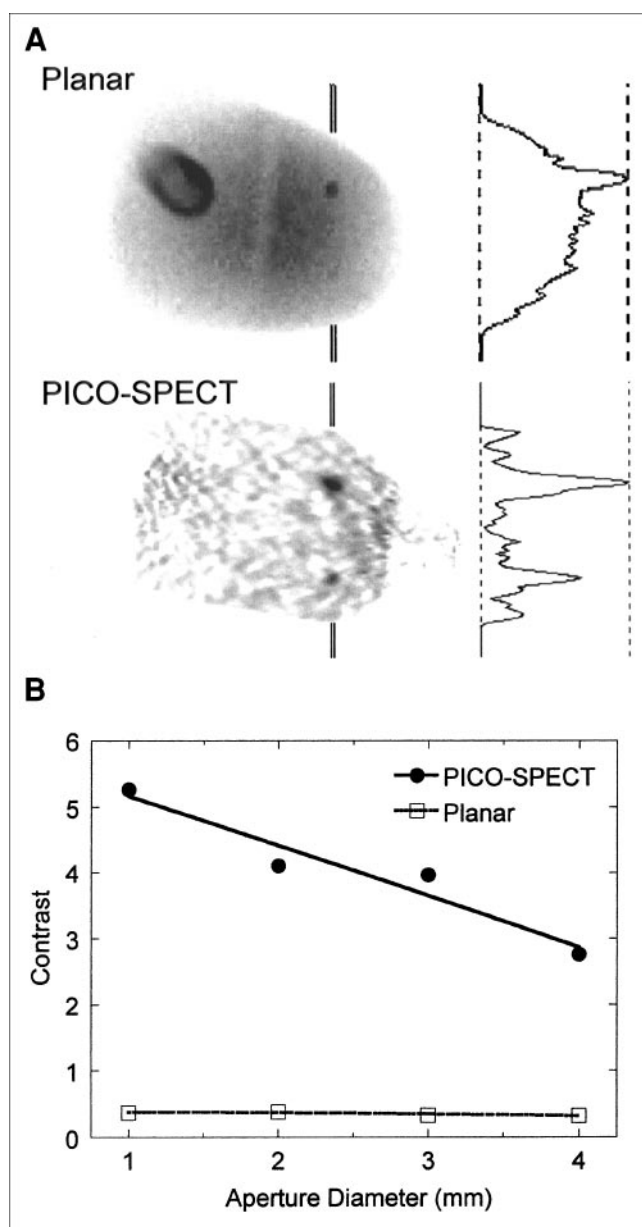 A
Planar
PICO-SPECT
B
6
5
4
3
2
1
0
Contrast
PICO-SPECT
Planar
1 2 3 4
Aperture Diameter (mm)